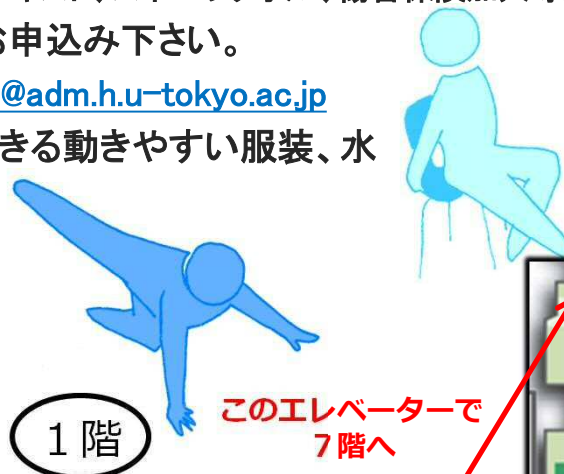 お申込み下さい。
@adm.h.u-tokyo.ac.jp
きる動きやすい服装、水
このエレベーターで
７階へ
１階